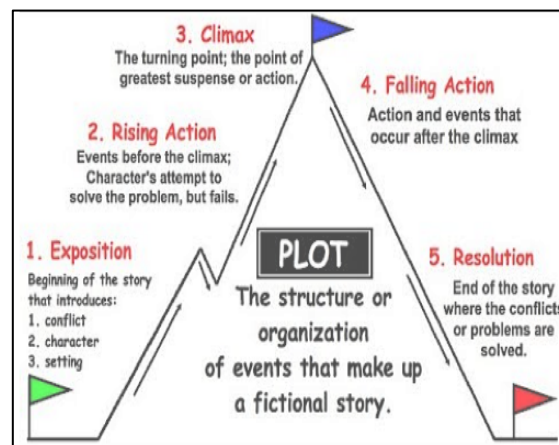 3. Climax
The turning point; the point of
greatest suspense or action.
4. Falling Action
Action and events that
occur after the climax
2. Rising Action
Events before the climax;
Character's attempt to
solve the problem, but fails.
1. Exposition
Beginning of the story
that introduces:
1. conflict
2. character
3. setting
PLOT
The structure or
organization
of events that make up
a fictional story.
5. Resolution
End of the story
where the conflicts
or problems are
solved.